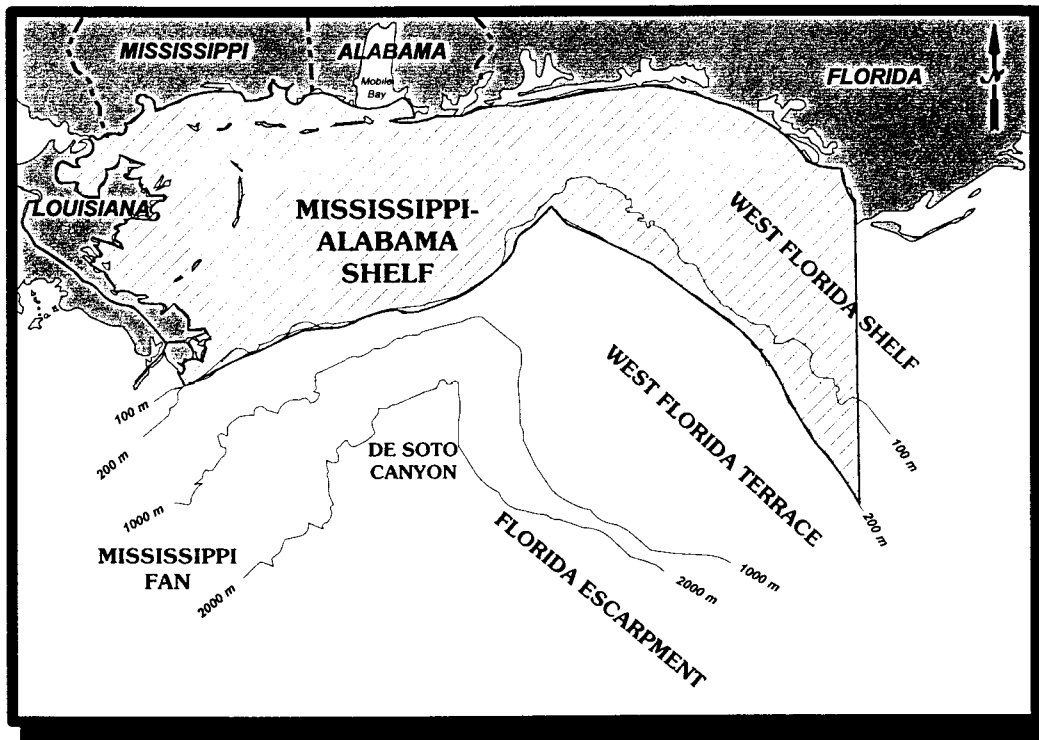 MISSISSIPPI
ALABAMA
FLORIDA
N
Mobile
Bay
LOUISIANA
MISSISSIPPI-
ALABAMA
SHELF
WEST FLORIDA SHELF
WEST FLORIDA TERRACE
100 m
200 m
1000 m
2000 m
DE SOTO
CANYON
MISSISSIPPI
FAN
FLORIDA ESCARPMENT
100 m
200 m
1000 m
2000 m